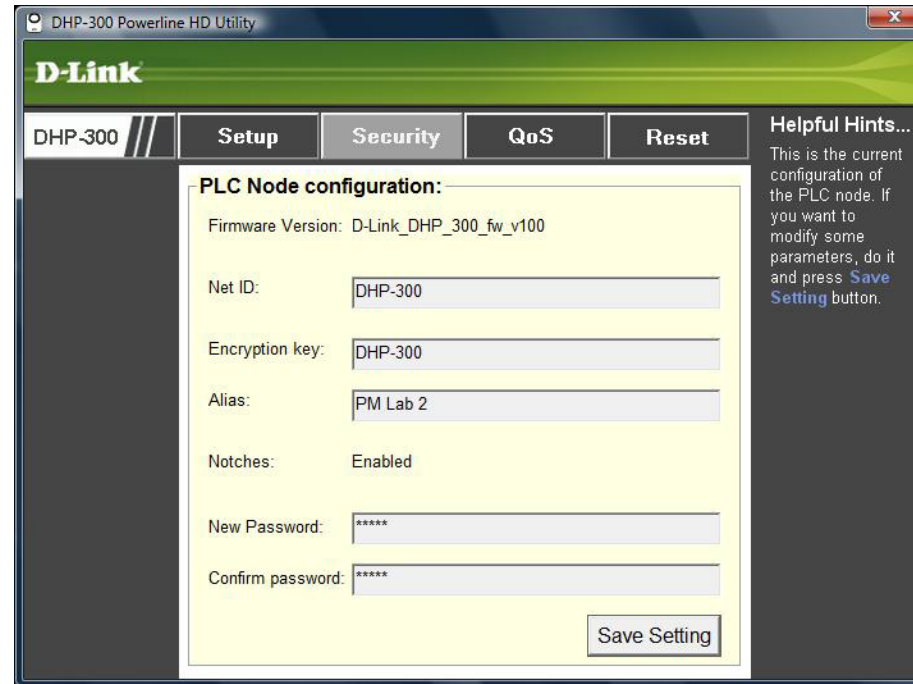 DHP-300 Powerline HD Utility
D-Link
DHP-300
Setup
Security
QoS
Reset
Helpful Hints...
This is the current
configuration of
the PLC node. If
you want to
modify some
parameters, do it
and press Save
Setting button.
PLC Node configuration:
Firmware Version: D-Link_DHP_300_fw_v100
Net ID: DHP-300
Encryption key: DHP-300
Alias: PM Lab 2
Notches: Enabled
New Password: *****
Confirm password: *****
Save Setting